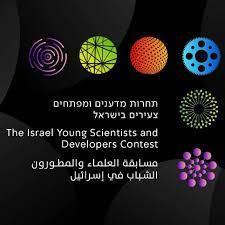 תחרות מדענים ומפתחים
צעירים בישראל
The Israel Young Scientists and
Developers Contest
مسابقة العلماء والمطورون
الشباب في إسرائيل